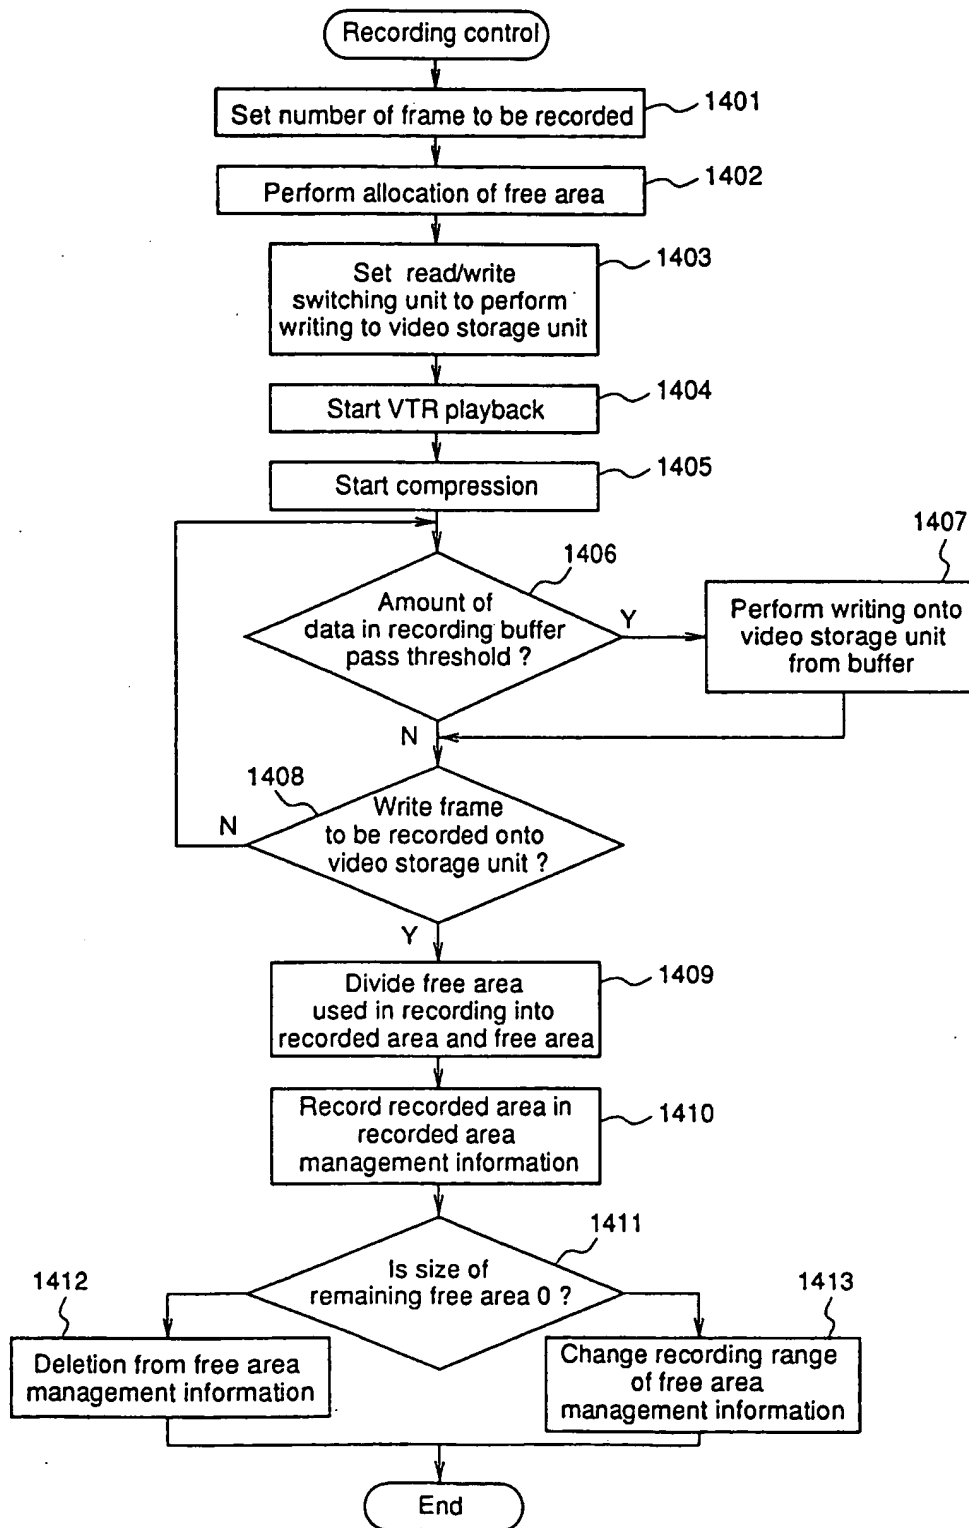 Recording control
1401
Set number of frame to be recorded
1402
Perform allocation of free area
1403
Set read/write
switching unit to perform
writing to video storage unit
1404
Start VTR playback
1405
Start compression
1406
1407
Amount of
data in recording buffer
pass threshold ?
Y
Perform writing onto
video storage unit
from buffer
N
1408
Write frame
to be recorded onto
video storage unit ?
N
Y
1409
Divide free area
used in recording into
recorded area and free area
1410
Record recorded area in
recorded area
management information
1411
Is size of
remaining free area 0 ?
1412
1413
Deletion from free area
management information
Change recording range
of free area
management information
End